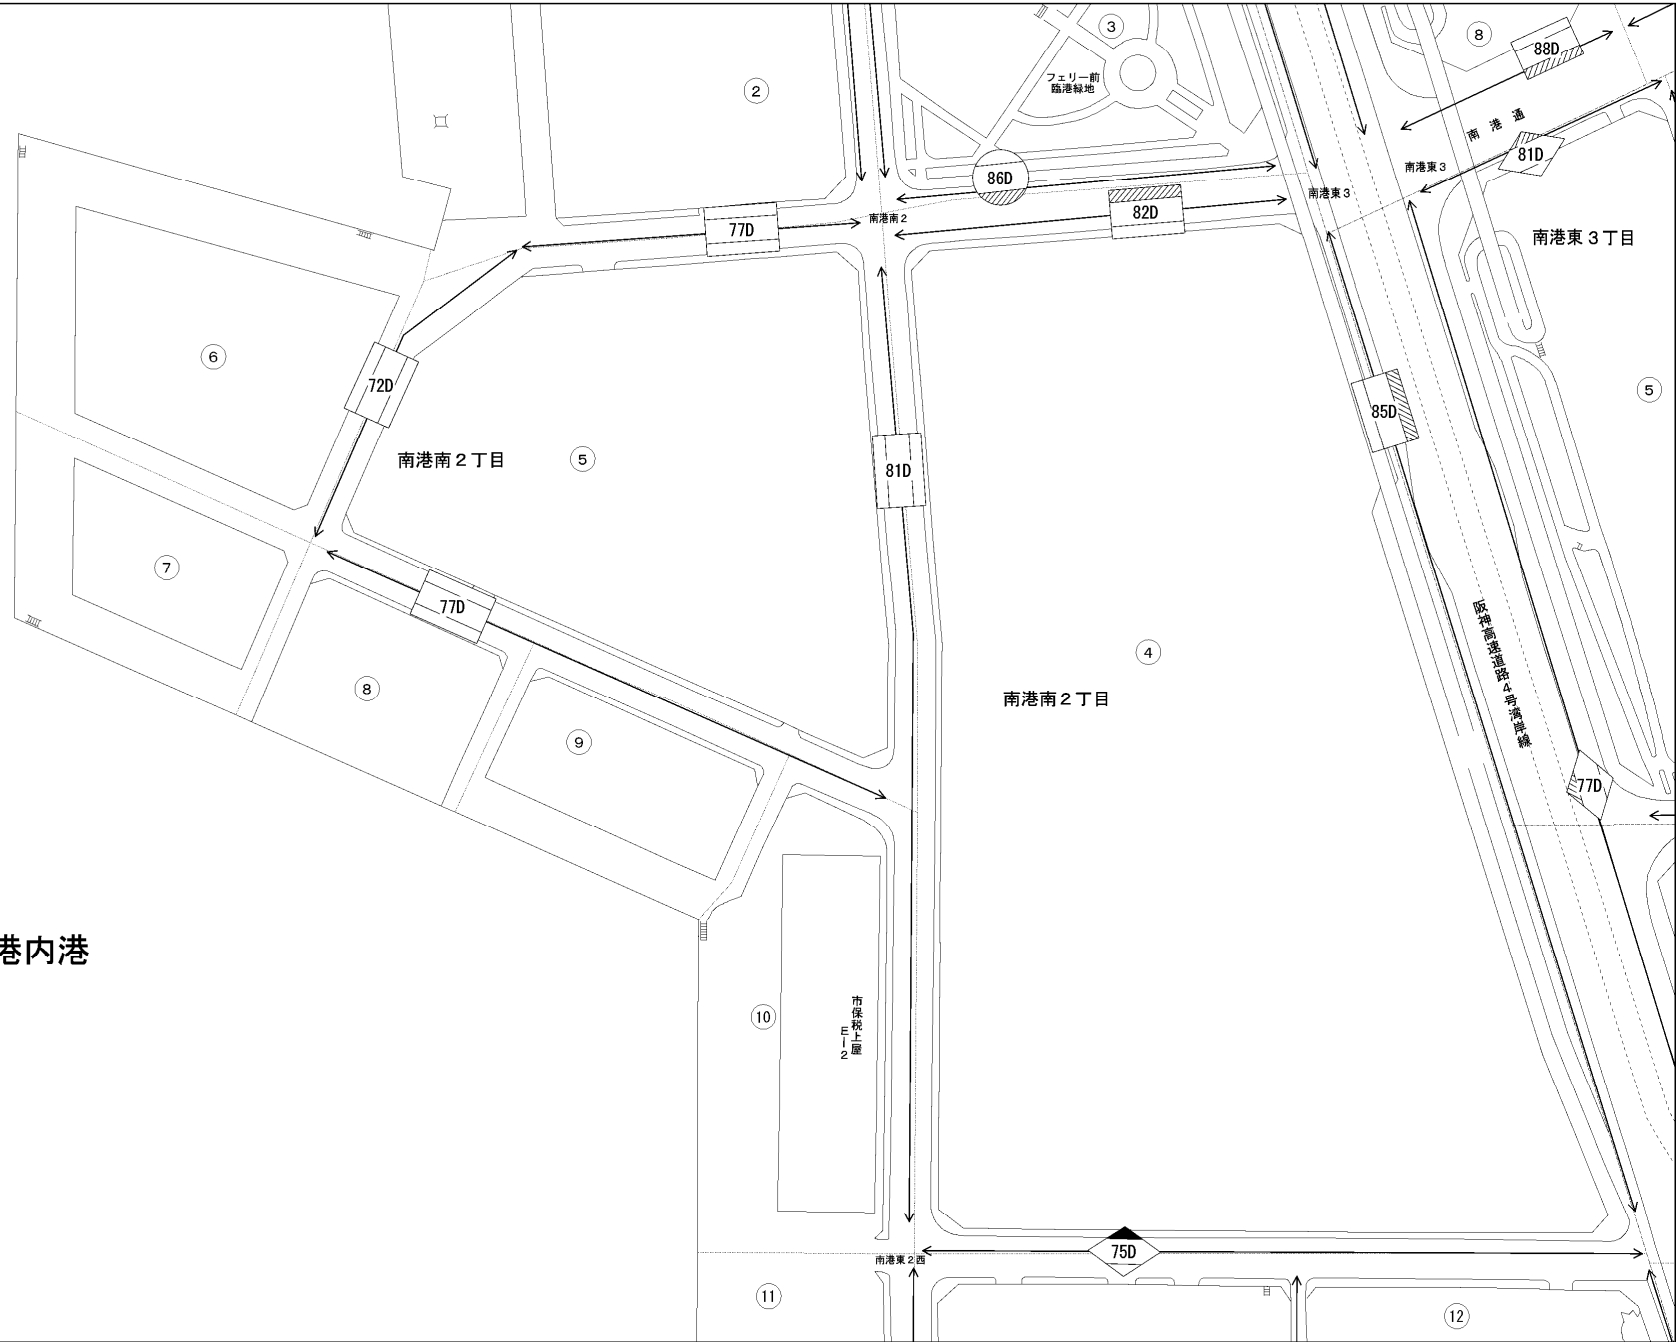 ③
⑧
88D
②
フェリー前
臨港緑地
南港通
81D
南港東3
86D
南港東3
82D
南港南2
77D
南港東3丁目
⑥
72D
⑤
85D
南港南2丁目
⑤
81D
⑦
77D
阪神高速道路4号湾岸線
④
⑧
南港南2丁目
⑨
77D
港内港
⑩
市保税上屋
E-2
75D
南港東2西
⑪
⑫